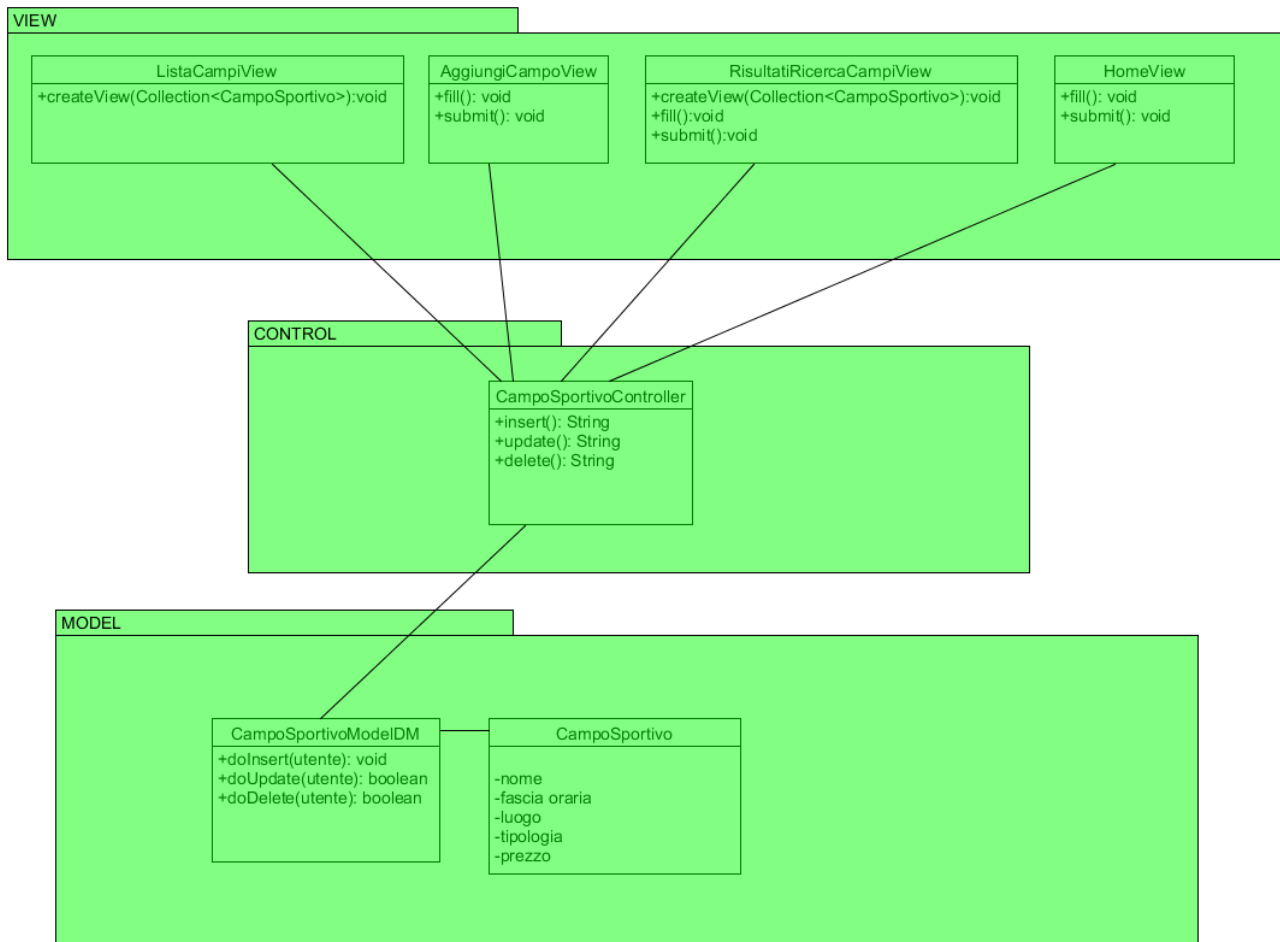 VIEW
ListaCampiView
+createView(Collection<CampoSportivo>):void
AggiungiCampoView
+fill(): void
+submit(): void
RisultatiRicercaCampiView
+createView(Collection<CampoSportivo>):void
+fill():void
+submit():void
HomeView
+fill(): void
+submit(): void
CONTROL
CampoSportivoController
+insert(): String
+update(): String
+delete(): String
MODEL
CampoSportivoModelDM
+doInsert(utente): void
+doUpdate(utente): boolean
+doDelete(utente): boolean
CampoSportivo
-nome
-fascia oraria
-luogo
-tipologia
-prezzo